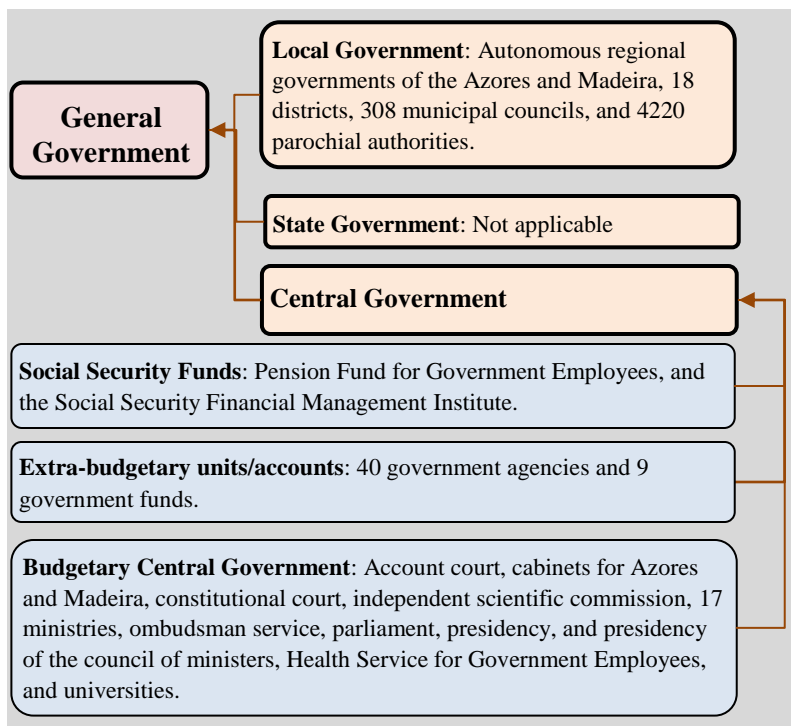 General
Government
Local Government: Autonomous regional
governments of the Azores and Madeira, 18
districts, 308 municipal councils, and 4220
parochial authorities.
State Government: Not applicable
Central Government
Social Security Funds: Pension Fund for Government Employees, and
the Social Security Financial Management Institute.
Extra-budgetary units/accounts: 40 government agencies and 9
government funds.
Budgetary Central Government: Account court, cabinets for Azores
and Madeira, constitutional court, independent scientific commission, 17
ministries, ombudsman service, parliament, presidency, and presidency
of the council of ministers, Health Service for Government Employees,
and universities.